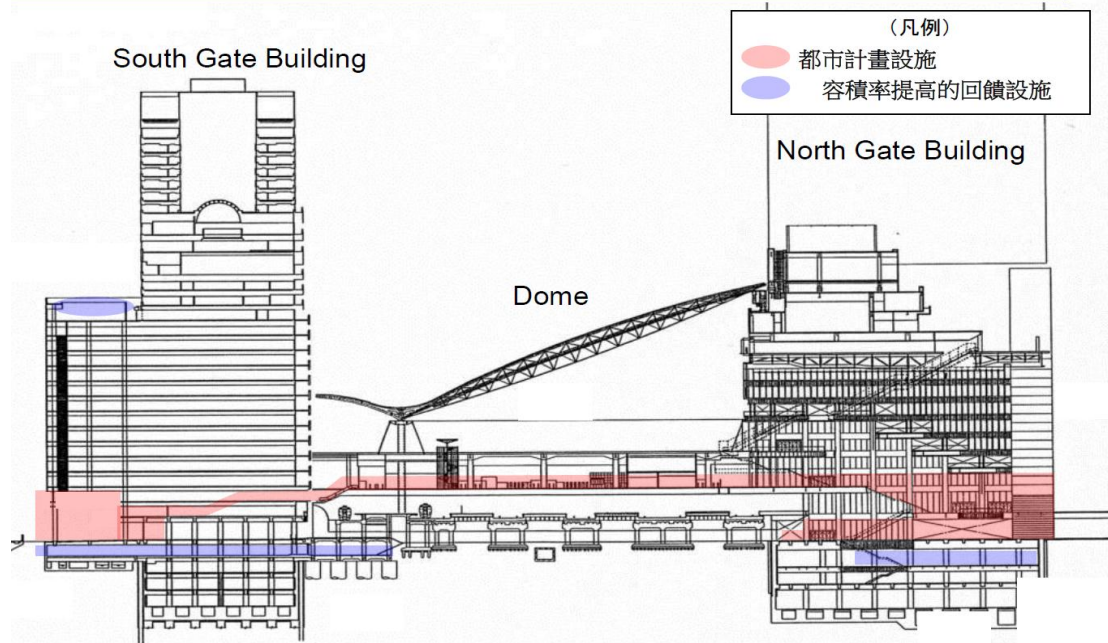 South Gate Building
(凡例)
都市計畫設施
容積率提高的回饋設施
North Gate Building
Dome